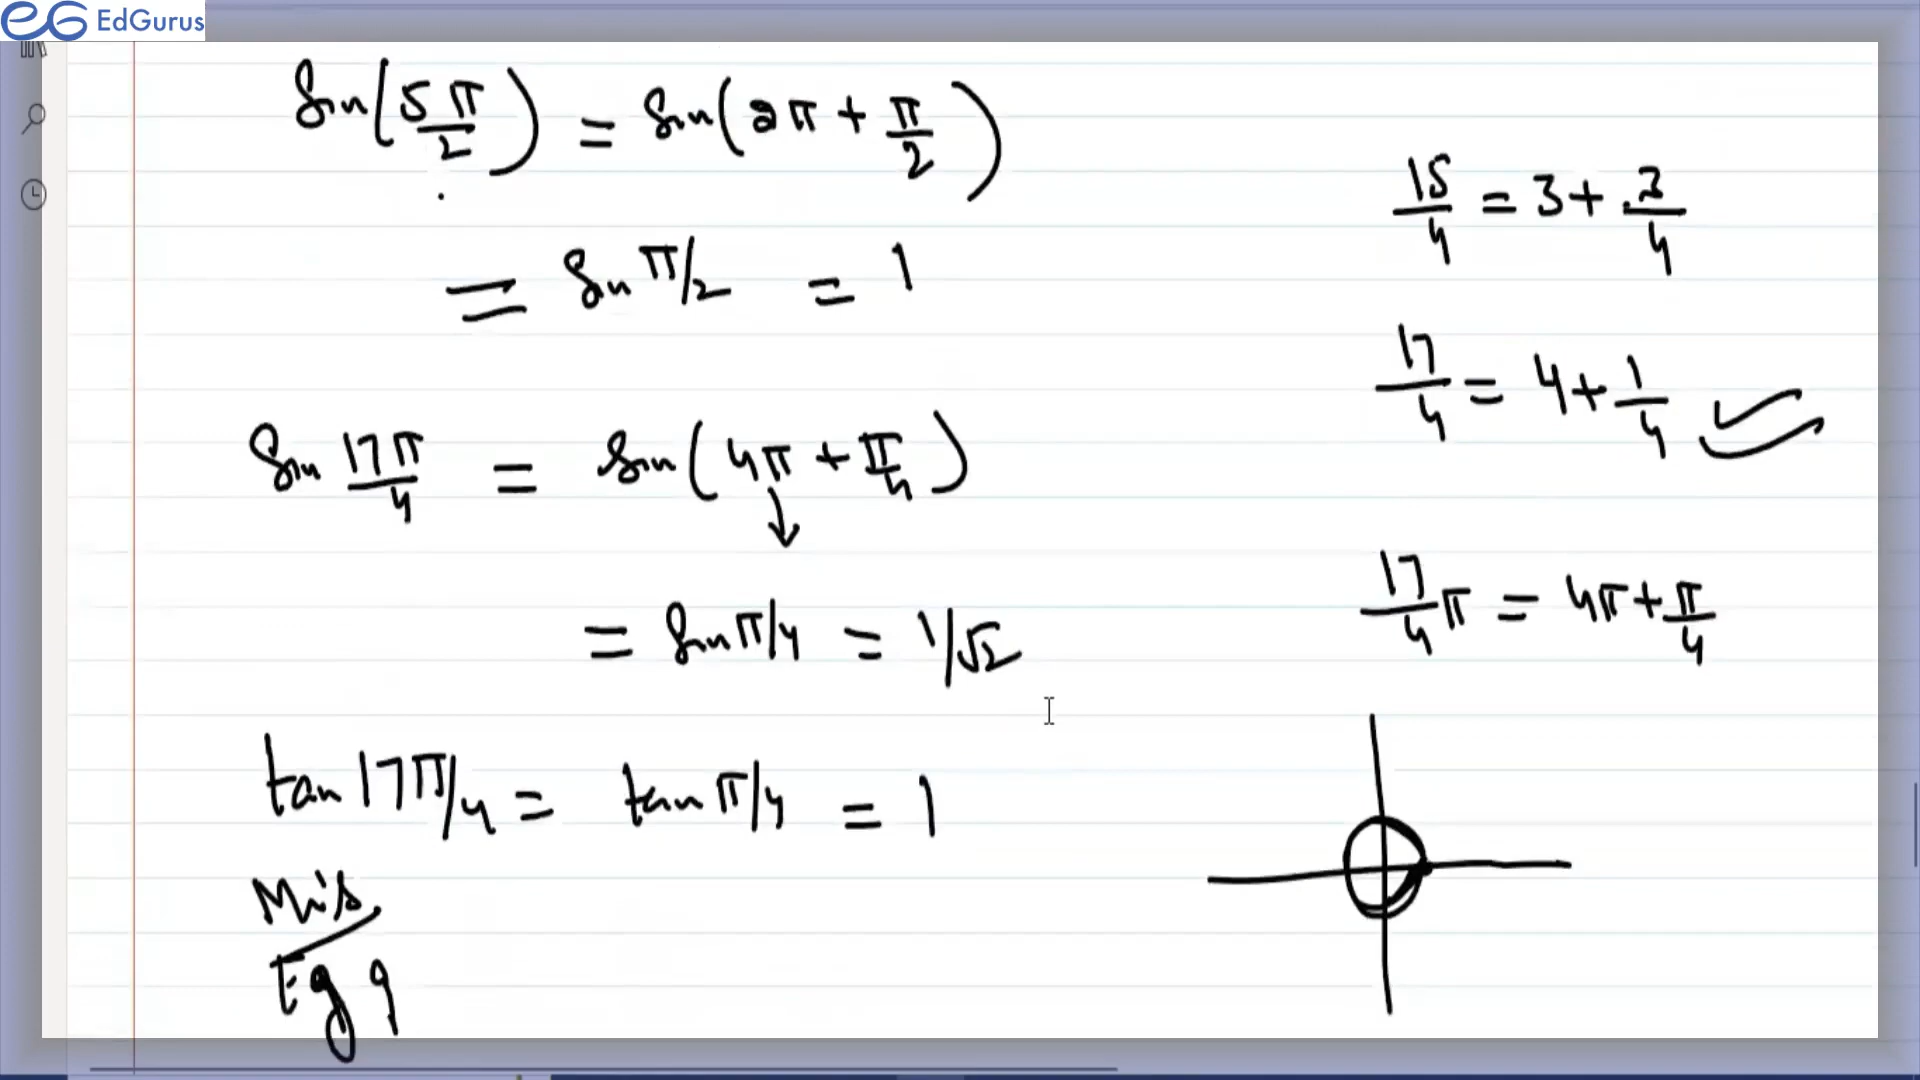 EdGurus
sin(5π/2) = sin(2π + π/2)
= sin π/2 = 1
sin 17π/4 = sin(4π + π/4)
= sin π/4 = 1/√2
tan 17π/4 = tan π/4 = 1
Mis
Eg 9
15/4 = 3 + 3/4
17/4 = 4 + 1/4
17/4 π = 4π + π/4